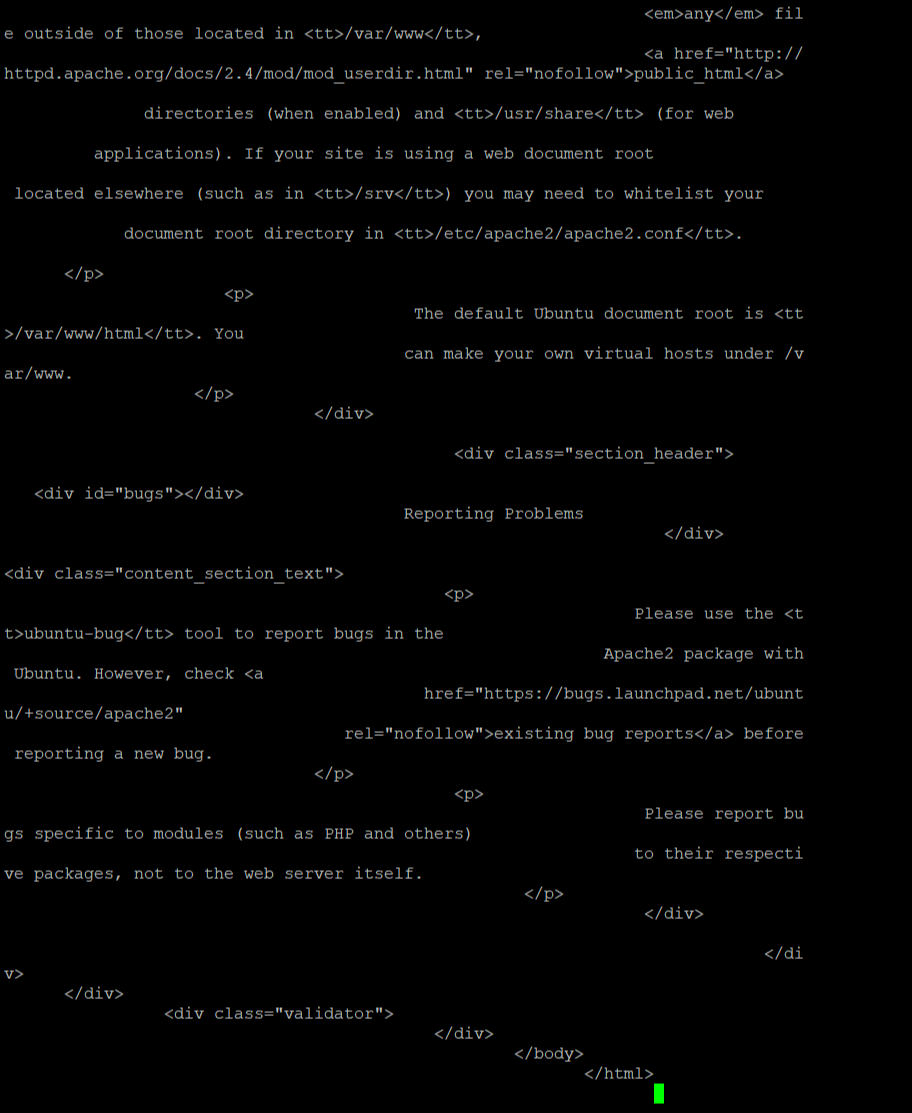 <em>any</em> fil
e outside of those located in <tt>/var/www</tt>,
<a href="http://
httpd.apache.org/docs/2.4/mod/mod_userdir.html" rel="nofollow">public_html</a>
directories (when enabled) and <tt>/usr/share</tt> (for web
applications). If your site is using a web document root
located elsewhere (such as in <tt>/srv</tt>) you may need to whitelist your
document root directory in <tt>/etc/apache2/apache2.conf</tt>.
</p>
<p>
The default Ubuntu document root is <tt
>/var/www/html</tt>. You
can make your own virtual hosts under /v
ar/www.
</p>
</div>
<div class="section_header">
<div id="bugs"></div>
Reporting Problems
</div>
<div class="content_section_text">
<p>
Please use the <t
t>ubuntu-bug</tt> tool to report bugs in the
Apache2 package with
Ubuntu. However, check <a
href="https://bugs.launchpad.net/ubunt
u/+source/apache2"
rel="nofollow">existing bug reports</a> before
reporting a new bug.
</p>
<p>
Please report bu
gs specific to modules (such as PHP and others)
to their respecti
ve packages, not to the web server itself.
</p>
</div>
</di
v>
</div>
<div class="validator">
</div>
</body>
</html>